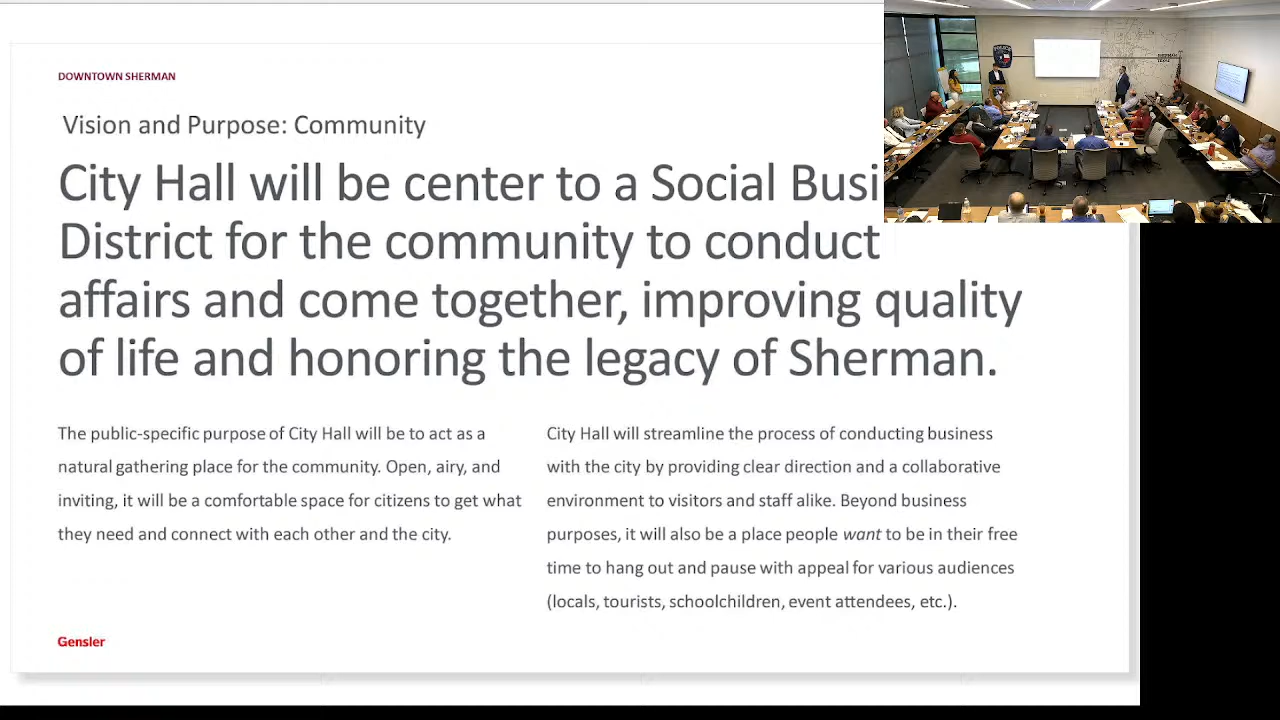 DOWNTOWN SHERMAN
Vision and Purpose: Community
City Hall will be center to a Social Busi
District for the community to conduct
affairs and come together, improving quality
of life and honoring the legacy of Sherman.
The public-specific purpose of City Hall will be to act as a
natural gathering place for the community. Open, airy, and
inviting, it will be a comfortable space for citizens to get what
they need and connect with each other and the city.
City Hall will streamline the process of conducting business
with the city by providing clear direction and a collaborative
environment to visitors and staff alike. Beyond business
purposes, it will also be a place people want to be in their free
time to hang out and pause with appeal for various audiences
(locals, tourists, schoolchildren, event attendees, etc.).
Gensler
POLICE